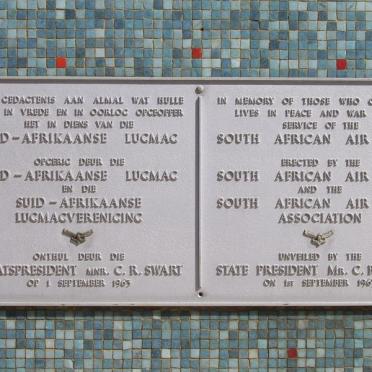 GEDACTENIS AAN ALMAL WAT HULLE
IN VREDE EN IN OORLOG OPGEOFFER
HET IN DIENS VAN DIE
D-AFRIKAANSE LUGMAG
OPGERIG DEUR DIE
D-AFRIKAANSE LUGMAG
EN DIE
SUID-AFRIKAANSE
LUGMAGVERENIGING
ONTHUL DEUR DIE
ATSPRESIDENT MNR. C. R. SWART
OP 1 SEPTEMBER 1963
IN MEMORY OF THOSE WHO
LIVES IN PEACE AND WAR
SERVICE OF THE
SOUTH AFRICAN AIR
ERECTED BY THE
SOUTH AFRICAN AIR
AND THE
SOUTH AFRICAN AIR
ASSOCIATION
UNVEILED BY THE
STATE PRESIDENT MR. C.
ON 1ST SEPTEMBER 196